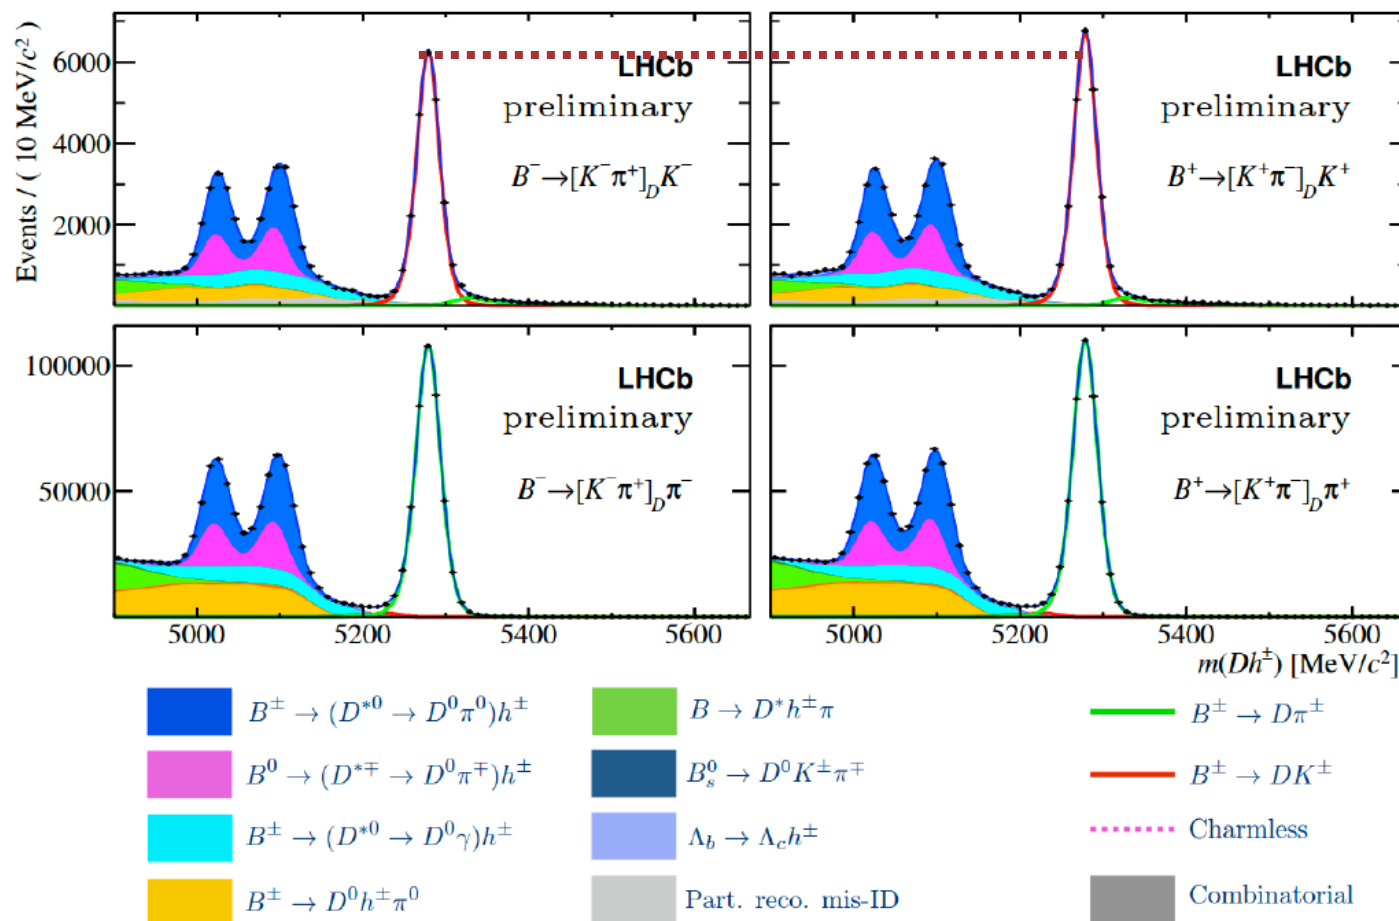 6000
4000
2000
Events / ( 10 MeV/c²)
LHCb
preliminary
B⁻→[K⁻π⁺]_D K⁻
LHCb
preliminary
B⁺→[K⁺π⁻]_D K⁺
100000
50000
LHCb
preliminary
B⁻→[K⁻π⁺]_D π⁻
LHCb
preliminary
B⁺→[K⁺π⁻]_D π⁺
5000 5200 5400 5600
5000 5200 5400 5600
m(Dh±) [MeV/c²]
B± → (D*⁰ → D⁰π⁰)h±
B⁰ → (D*∓ → D⁰π∓)h±
B± → (D*⁰ → D⁰γ)h±
B± → D⁰h±π⁰
B → D*h±π
B_s⁰ → D⁰K±π∓
Λ_b → Λ_c h±
Part. reco. mis-ID
B± → Dπ±
B± → DK±
Charmless
Combinatorial